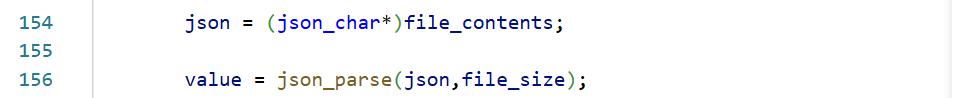 154 json = (json_char*)file_contents;
155
156 value = json_parse(json,file_size);